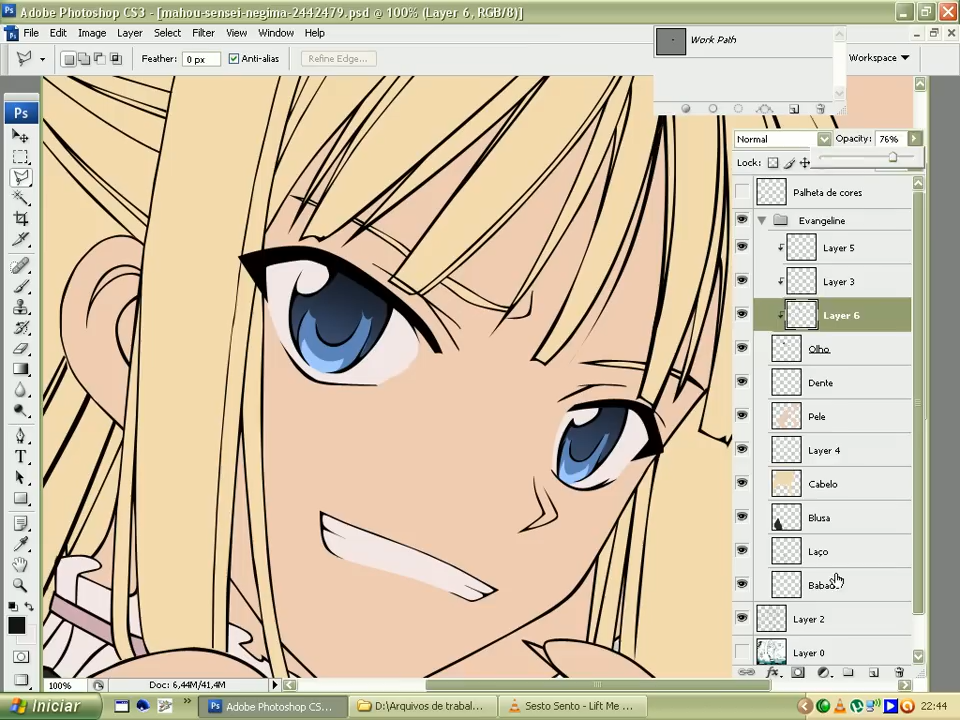 Adobe Photoshop CS3 - [mahou-sensei-negima-2442479.psd @ 100% (Layer 6, RGB/8)]
File Edit Image Layer Select Filter View Window Help
Feather: 0 px Anti-alias Refine Edge... Workspace
Work Path
Ps
Normal Opacity: 76%
Lock:
Palheta de cores
Evangeline
Layer 5
Layer 3
Layer 6
Olho
Dente
Pele
Layer 4
Cabelo
Blusa
Laço
Layer 2
Layer 0
100% Doc: 6,44M/41,4M
Iniciar Adobe Photoshop CS... D:\Arquivos de trabal... Sesto Sento - Lift Me ... 22:44